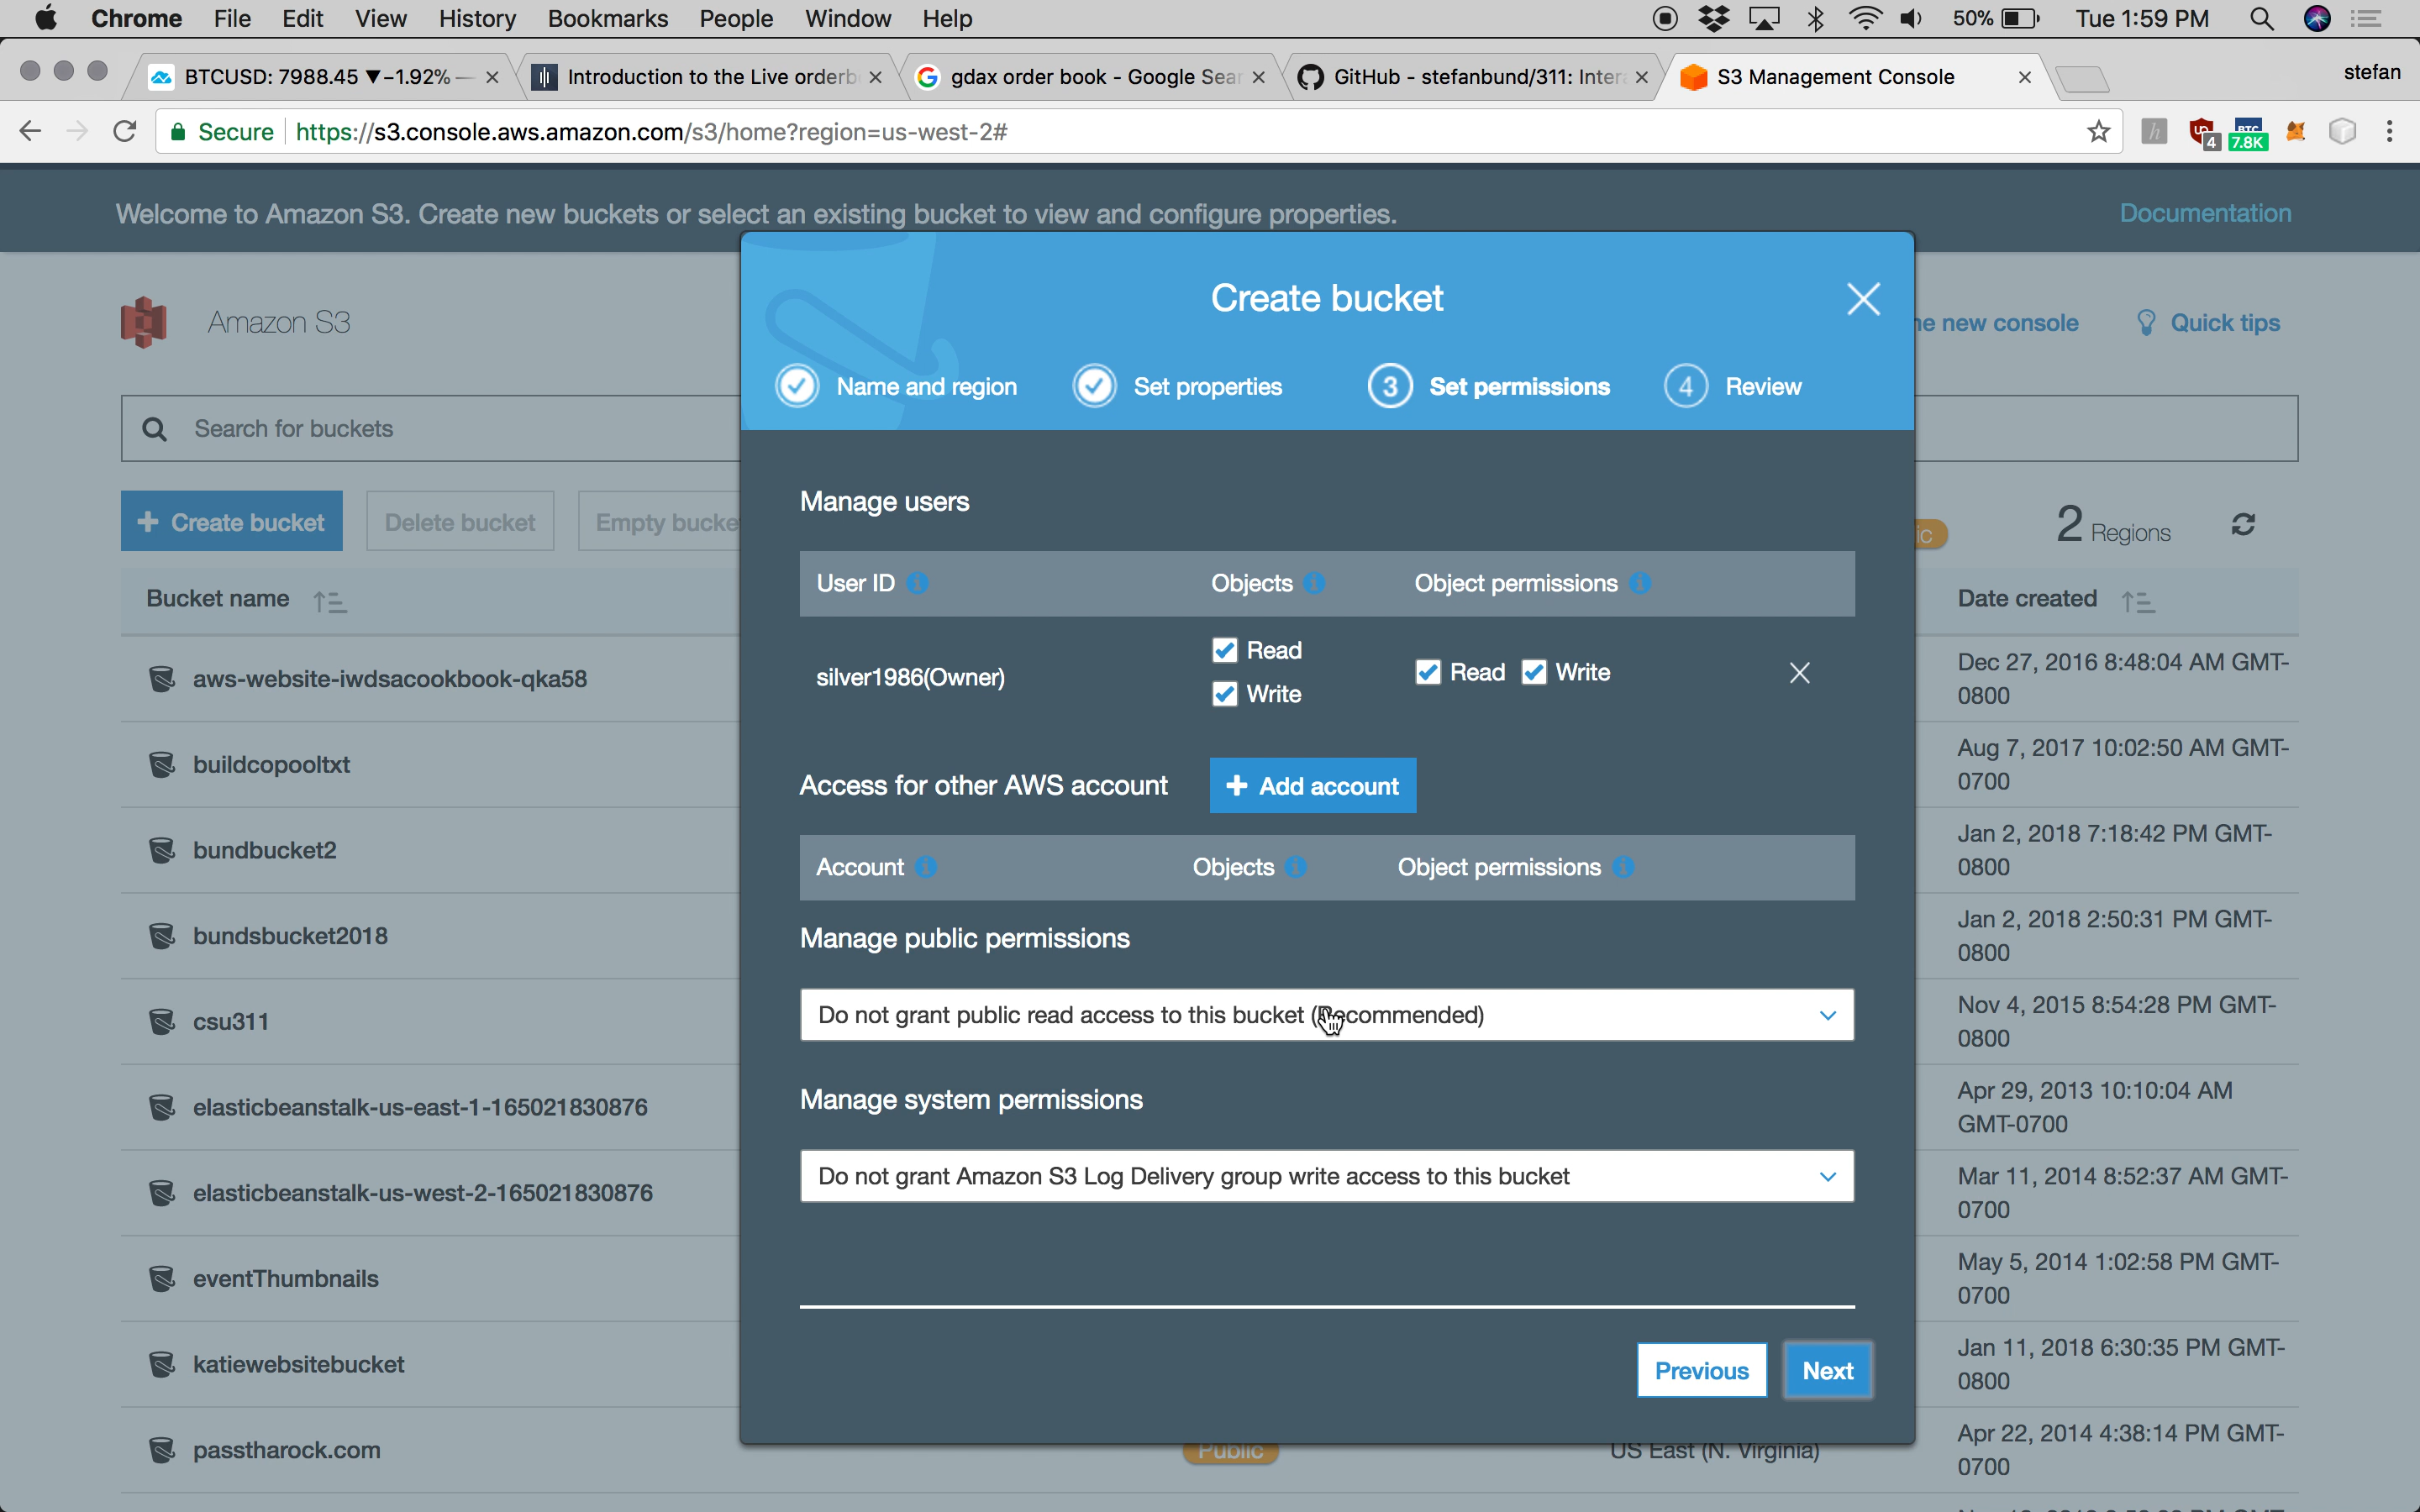 Chrome File Edit View History Bookmarks People Window Help 50% Tue 1:59 PM
BTCUSD: 7988.45 ▼−1.92% — Introduction to the Live orderb gdax order book - Google Sear GitHub - stefanbund/311: Inter S3 Management Console stefan
Secure https://s3.console.aws.amazon.com/s3/home?region=us-west-2# h 4 BTC 7.8K
Welcome to Amazon S3. Create new buckets or select an existing bucket to view and configure properties. Documentation
Create bucket
Amazon S3 he new console Quick tips
Name and region Set properties 3 Set permissions 4 Review
Search for buckets
Manage users
+ Create bucket Delete bucket Empty bucke ic 2 Regions
User ID Objects Object permissions
Bucket name Date created
Read
silver1986(Owner) Read Write
Write
aws-website-iwdsacookbook-qka58 Dec 27, 2016 8:48:04 AM GMT-
0800
buildcopooltxt Aug 7, 2017 10:02:50 AM GMT-
0700
Access for other AWS account + Add account
bundbucket2 Jan 2, 2018 7:18:42 PM GMT-
0800
Account Objects Object permissions
bundsbucket2018 Jan 2, 2018 2:50:31 PM GMT-
0800
Manage public permissions
csu311 Nov 4, 2015 8:54:28 PM GMT-
0800
Do not grant public read access to this bucket (Recommended)
elasticbeanstalk-us-east-1-165021830876 Apr 29, 2013 10:10:04 AM
GMT-0700
Manage system permissions
elasticbeanstalk-us-west-2-165021830876 Mar 11, 2014 8:52:37 AM GMT-
0700
Do not grant Amazon S3 Log Delivery group write access to this bucket
eventThumbnails May 5, 2014 1:02:58 PM GMT-
0700
katiewebsitebucket Jan 11, 2018 6:30:35 PM GMT-
0800
Previous Next
passtharock.com Public US East (N. Virginia) Apr 22, 2014 4:38:14 PM GMT-
0700